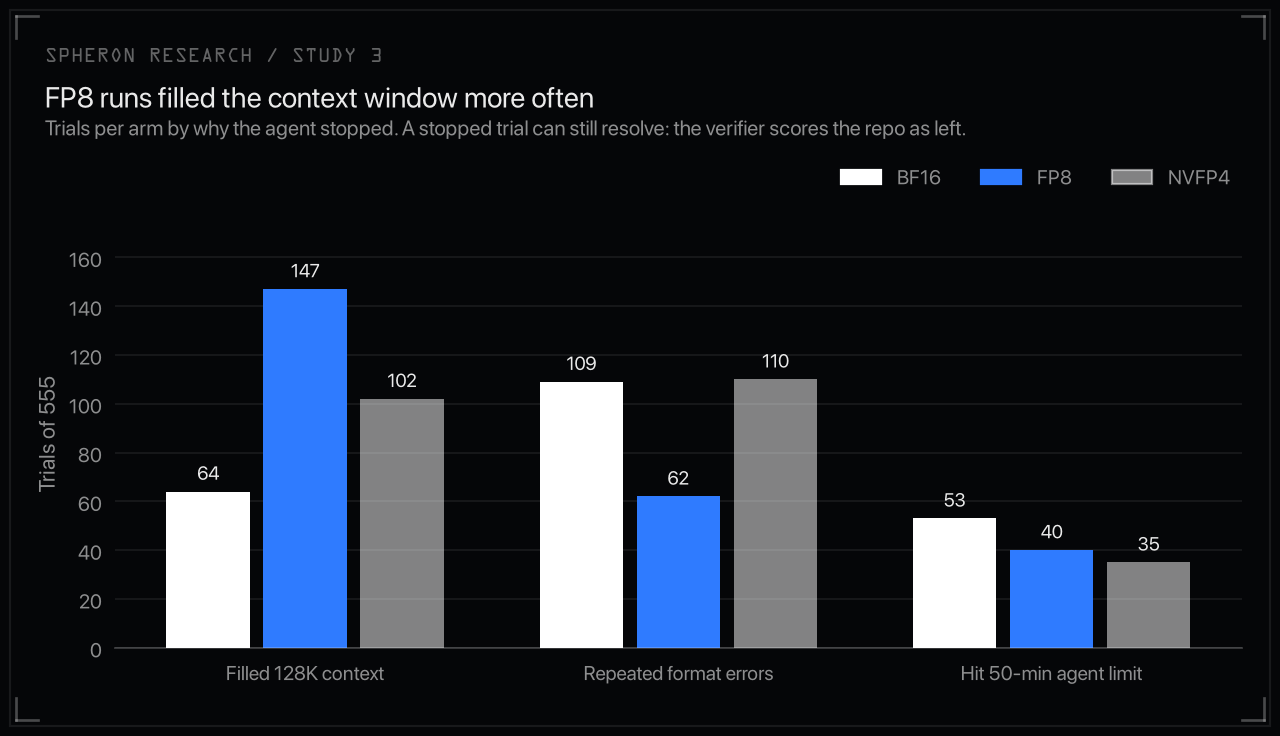 SPHERON RESEARCH / STUDY 3
FP8 runs filled the context window more often
Trials per arm by why the agent stopped. A stopped trial can still resolve: the verifier scores the repo as left.
BF16 FP8 NVFP4
Trials of 555
160
140
120
100
80
60
40
20
0
64 147 102
109 62 110
53 40 35
Filled 128K context Repeated format errors Hit 50-min agent limit